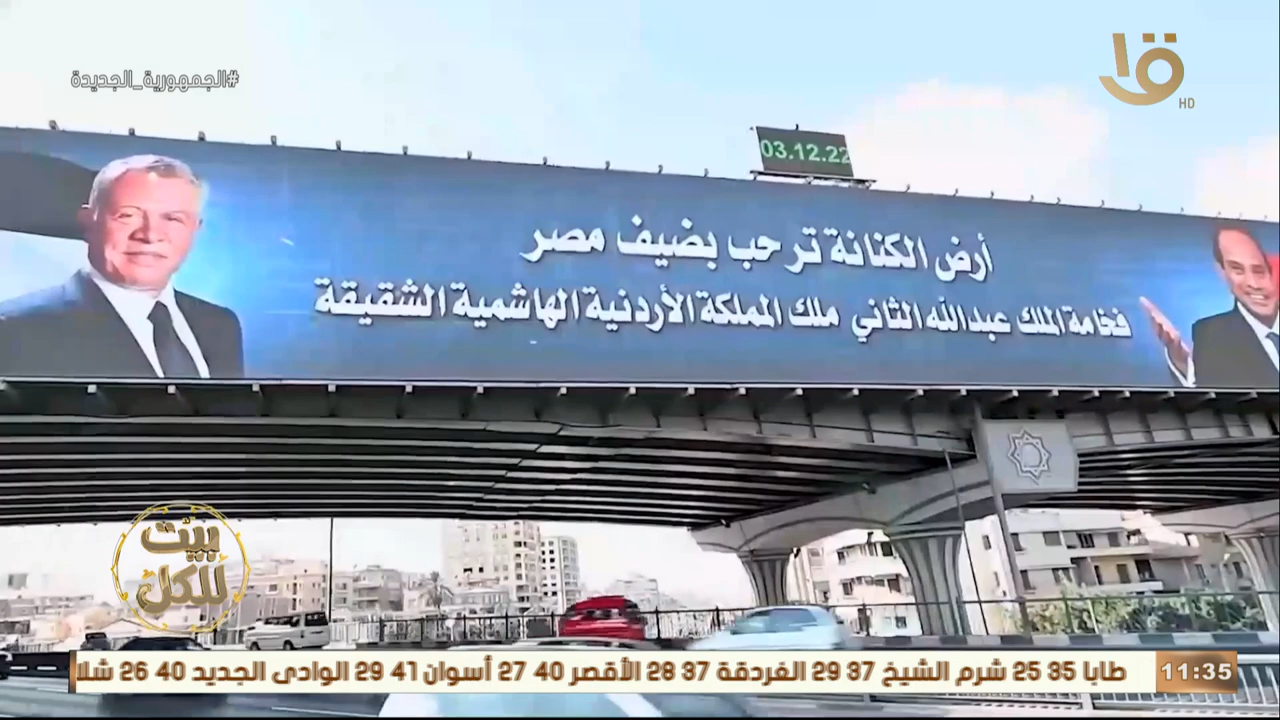 #الجمهورية_الجديدة
HD
03.12.22
أرض الكنانة ترحب بضيف مصر
فخامة الملك عبدالله الثاني ملك المملكة الأردنية الهاشمية الشقيقة
بيت
للكل
11:35
طابا 35 25 شرم الشيخ 37 29 الغردقة 37 28 الأقصر 40 27 أسوان 41 29 الوادى الجديد 40 26 شلا